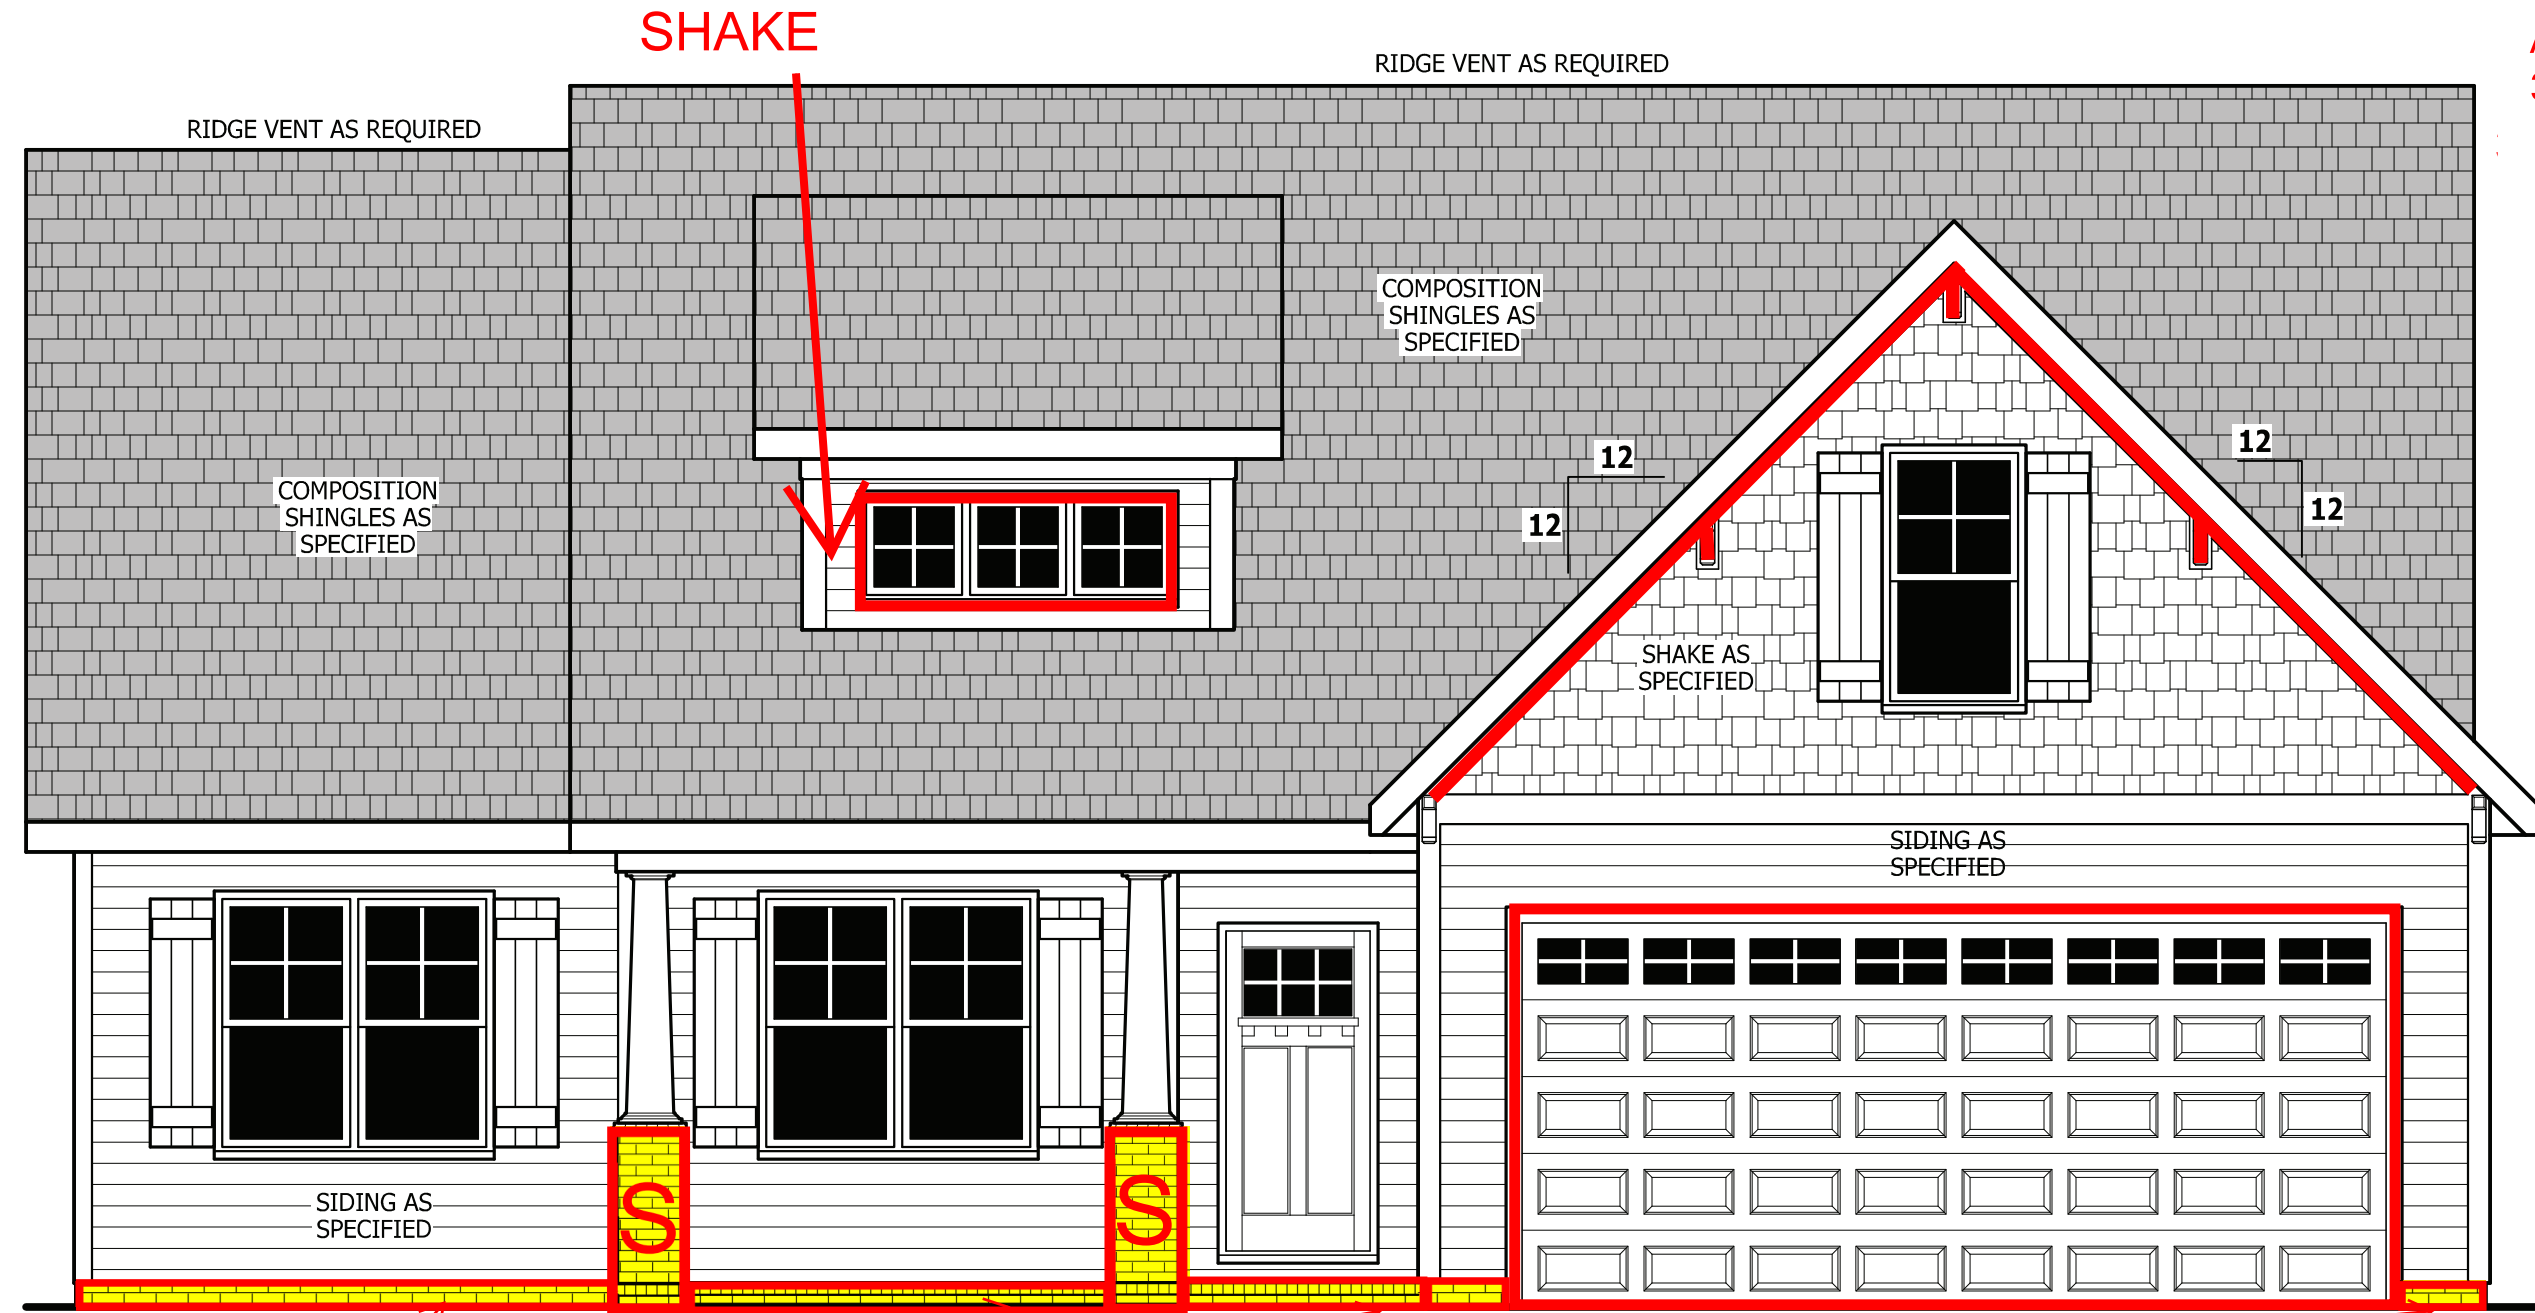 SHAKE
RIDGE VENT AS REQUIRED
RIDGE VENT AS REQUIRED
COMPOSITION
SHINGLES AS
SPECIFIED
12
12
12
12
COMPOSITION
SHINGLES AS
SPECIFIED
SHAKE AS
SPECIFIED
SIDING AS
SPECIFIED
SIDING AS
SPECIFIED
S
S